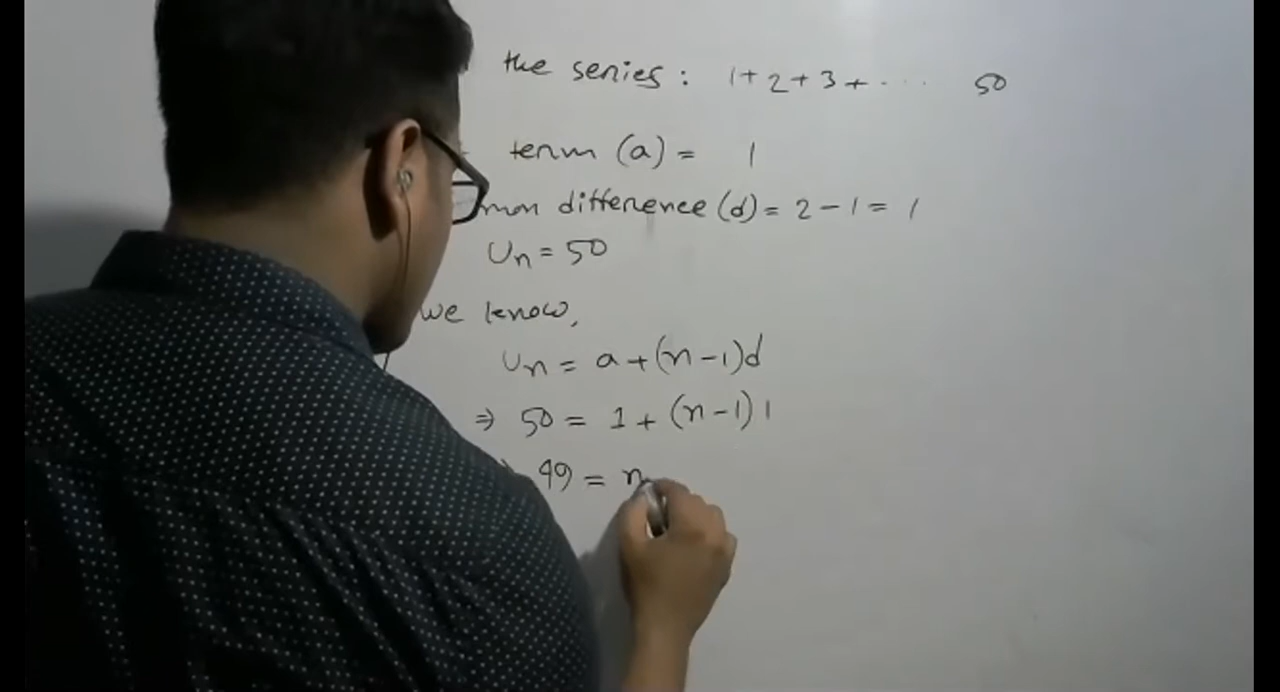 the series: 1+2+3+.... 50
term (a) = 1
mon difference (d) = 2-1 = 1
Un = 50
we know,
Un = a+(n-1)d
⇒ 50 = 1+(n-1)1
49 = n